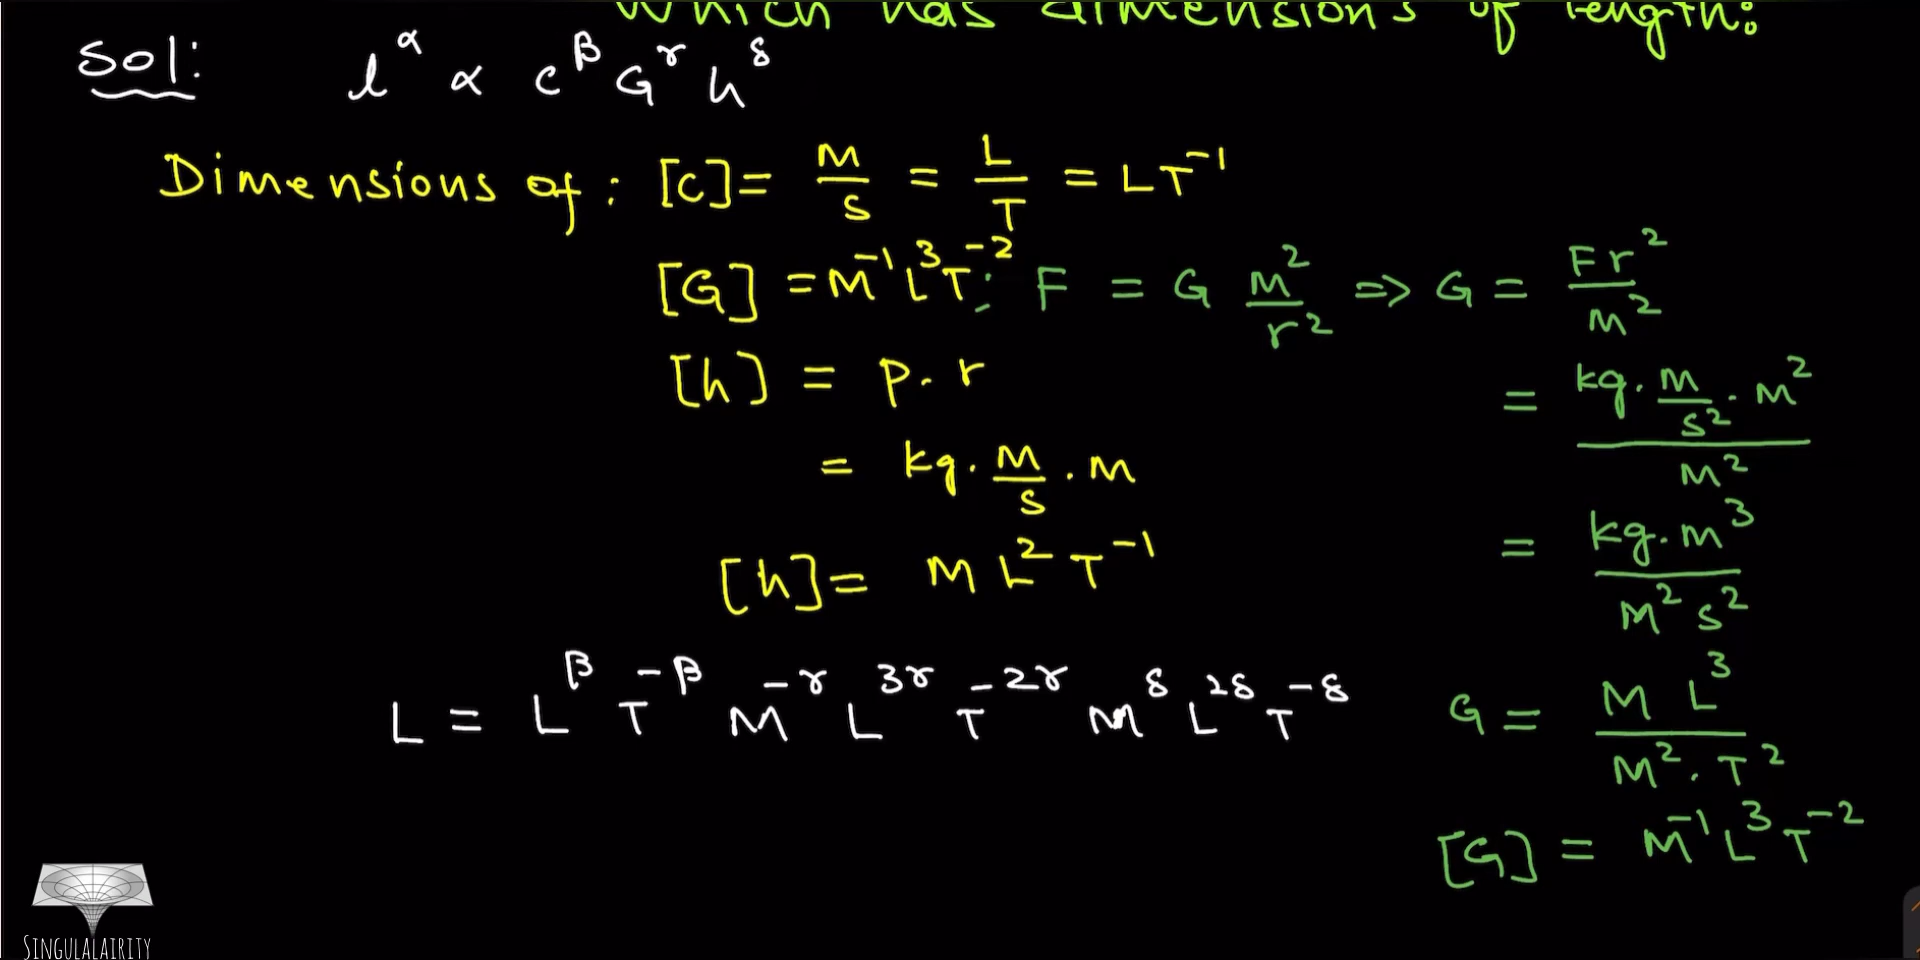 which has dimensions of length:
Sol: l^α ∝ c^β G^γ h^δ
Dimensions of: [c] = M/S = L/T = LT^-1
[G] = M^-1 L^3 T^-2 : F = G M^2/r^2 => G = Fr^2/M^2
[h] = p.r
= kg. M/S^2 . M^2 / M^2
= kg. M/S . M
= kg.m^3 / M^2 S^2
[h] = M L^2 T^-1
L = L^β T^-β M^-γ L^3γ T^-2γ M^δ L^2δ T^-δ
G = M L^3 / M^2 . T^2
[G] = M^-1 L^3 T^-2
SINGULALAIRITY